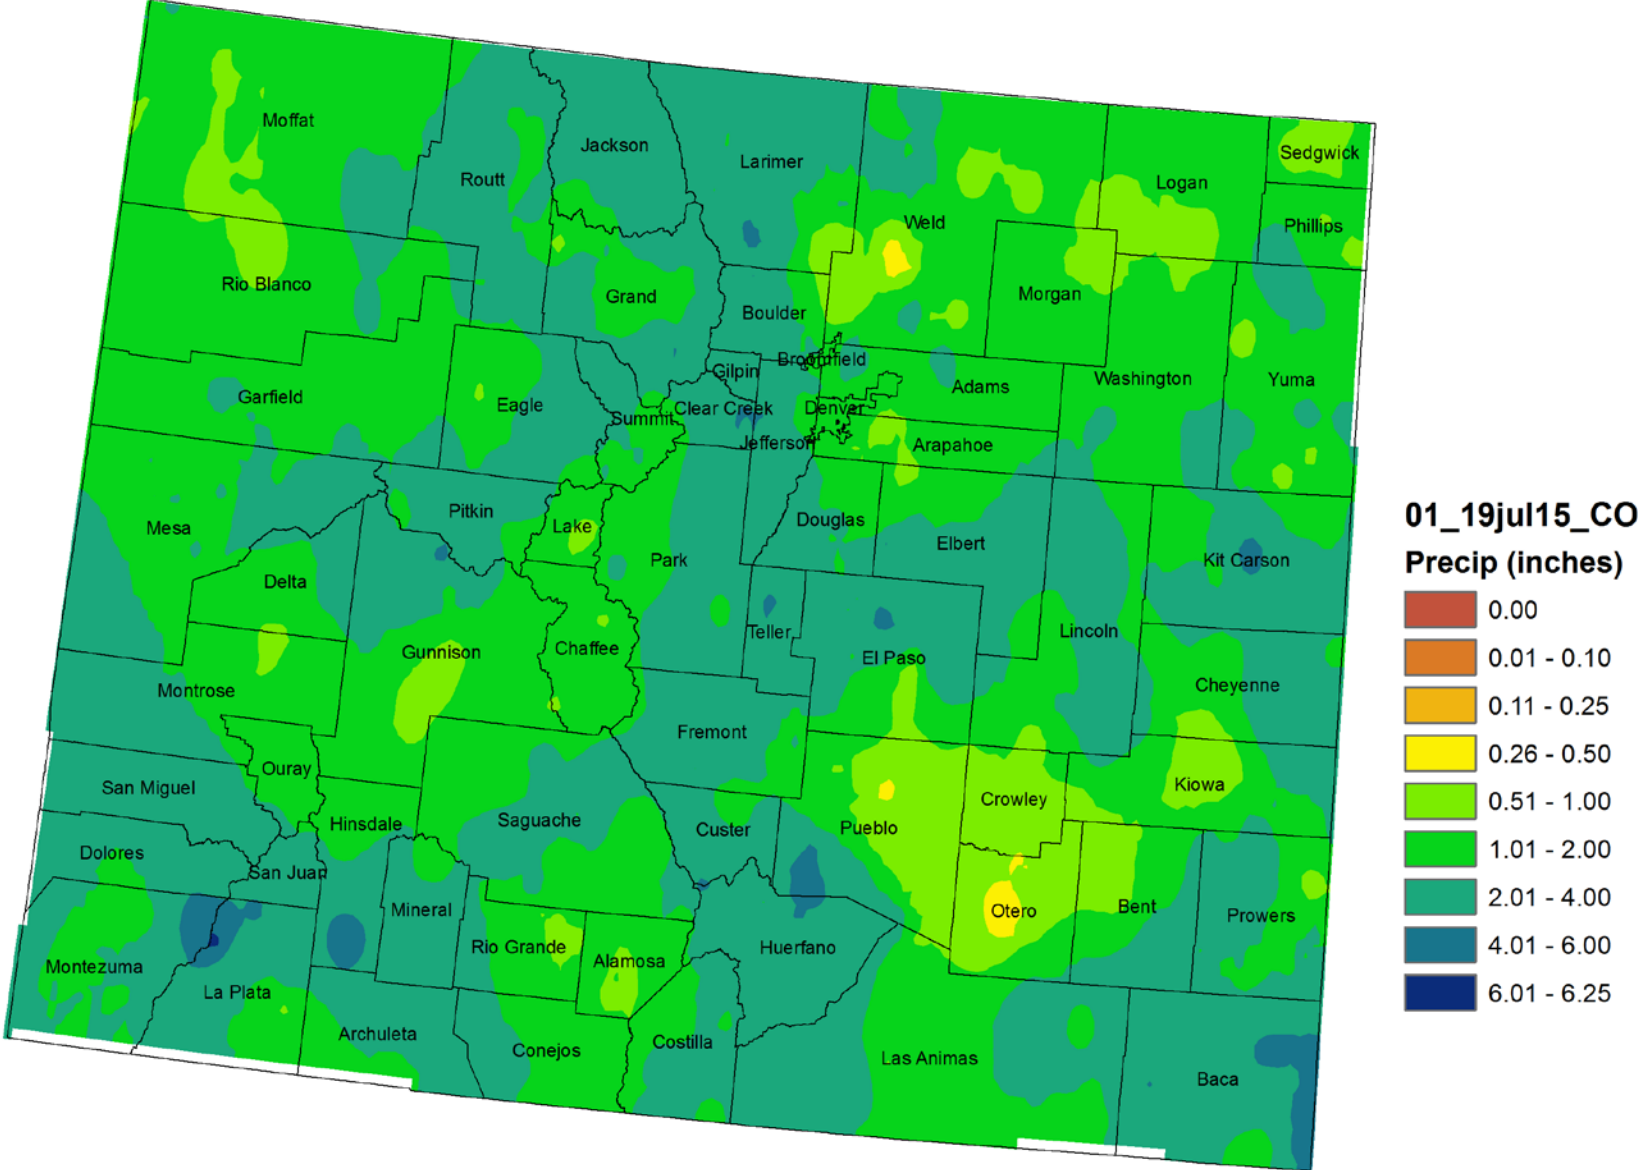 Moffat
Jackson
Larimer
Sedgwick
Routt
Logan
Weld
Phillips
Rio Blanco
Grand
Morgan
Boulder
Broomfield
Gilpin
Adams
Washington
Yuma
Garfield
Eagle
Summit
Clear Creek
Denver
Jefferson
Arapahoe
Mesa
Pitkin
Lake
Douglas
Elbert
Park
Kit Carson
Delta
Teller
Lincoln
Gunnison
Chaffee
El Paso
Montrose
Cheyenne
Fremont
Ouray
San Miguel
Kiowa
Crowley
Hinsdale
Saguache
Custer
Pueblo
Dolores
San Juan
Mineral
Otero
Bent
Prowers
Rio Grande
Huerfano
Montezuma
Alamosa
La Plata
Archuleta
Conejos
Costilla
Las Animas
Baca
01_19jul15_CO
Precip (inches)
0.00
0.01 - 0.10
0.11 - 0.25
0.26 - 0.50
0.51 - 1.00
1.01 - 2.00
2.01 - 4.00
4.01 - 6.00
6.01 - 6.25